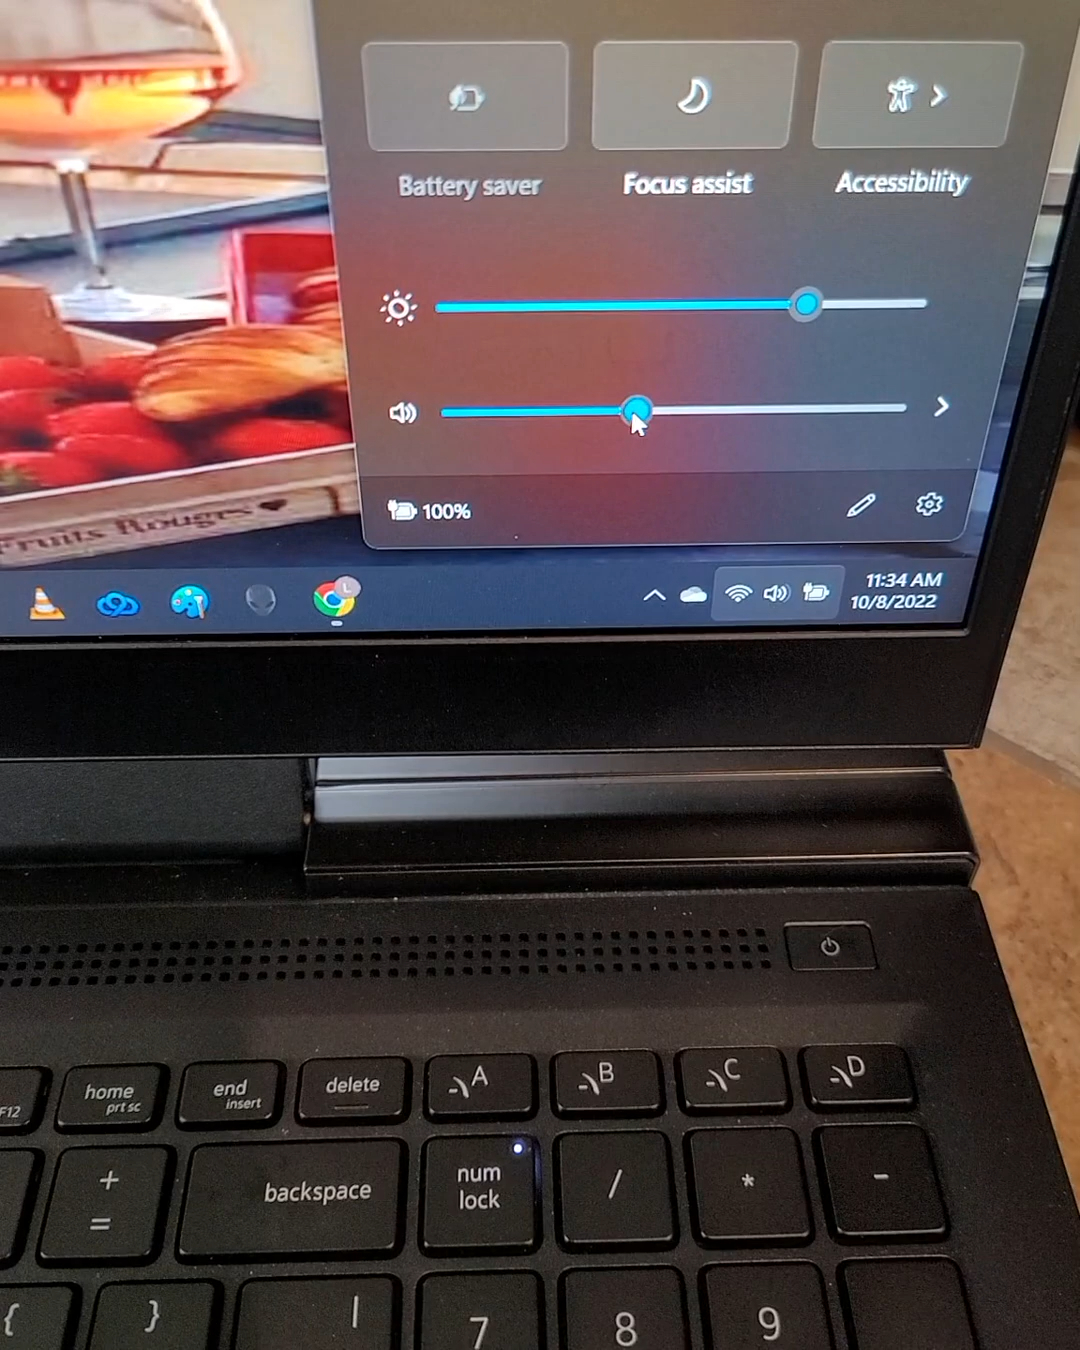 Battery saver
Focus assist
Accessibility
100%
Fruits Rouges
L
11:34 AM
10/8/2022
F12
home
prt sc
end
insert
delete
A
B
C
D
+
=
backspace
num
lock
/
*
-
{
}
|
7
8
9